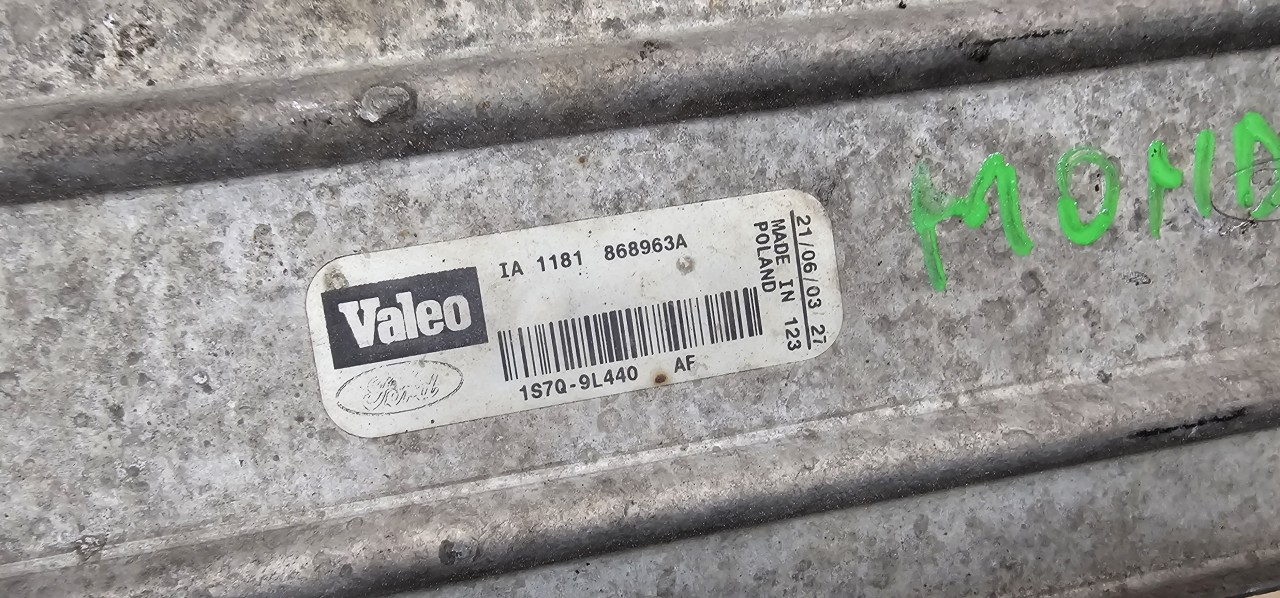 Valeo
Ford
IA 1181 868963A
1S7Q-9L440 AF
21/06/03 27
MADE IN 123
POLAND
MOND